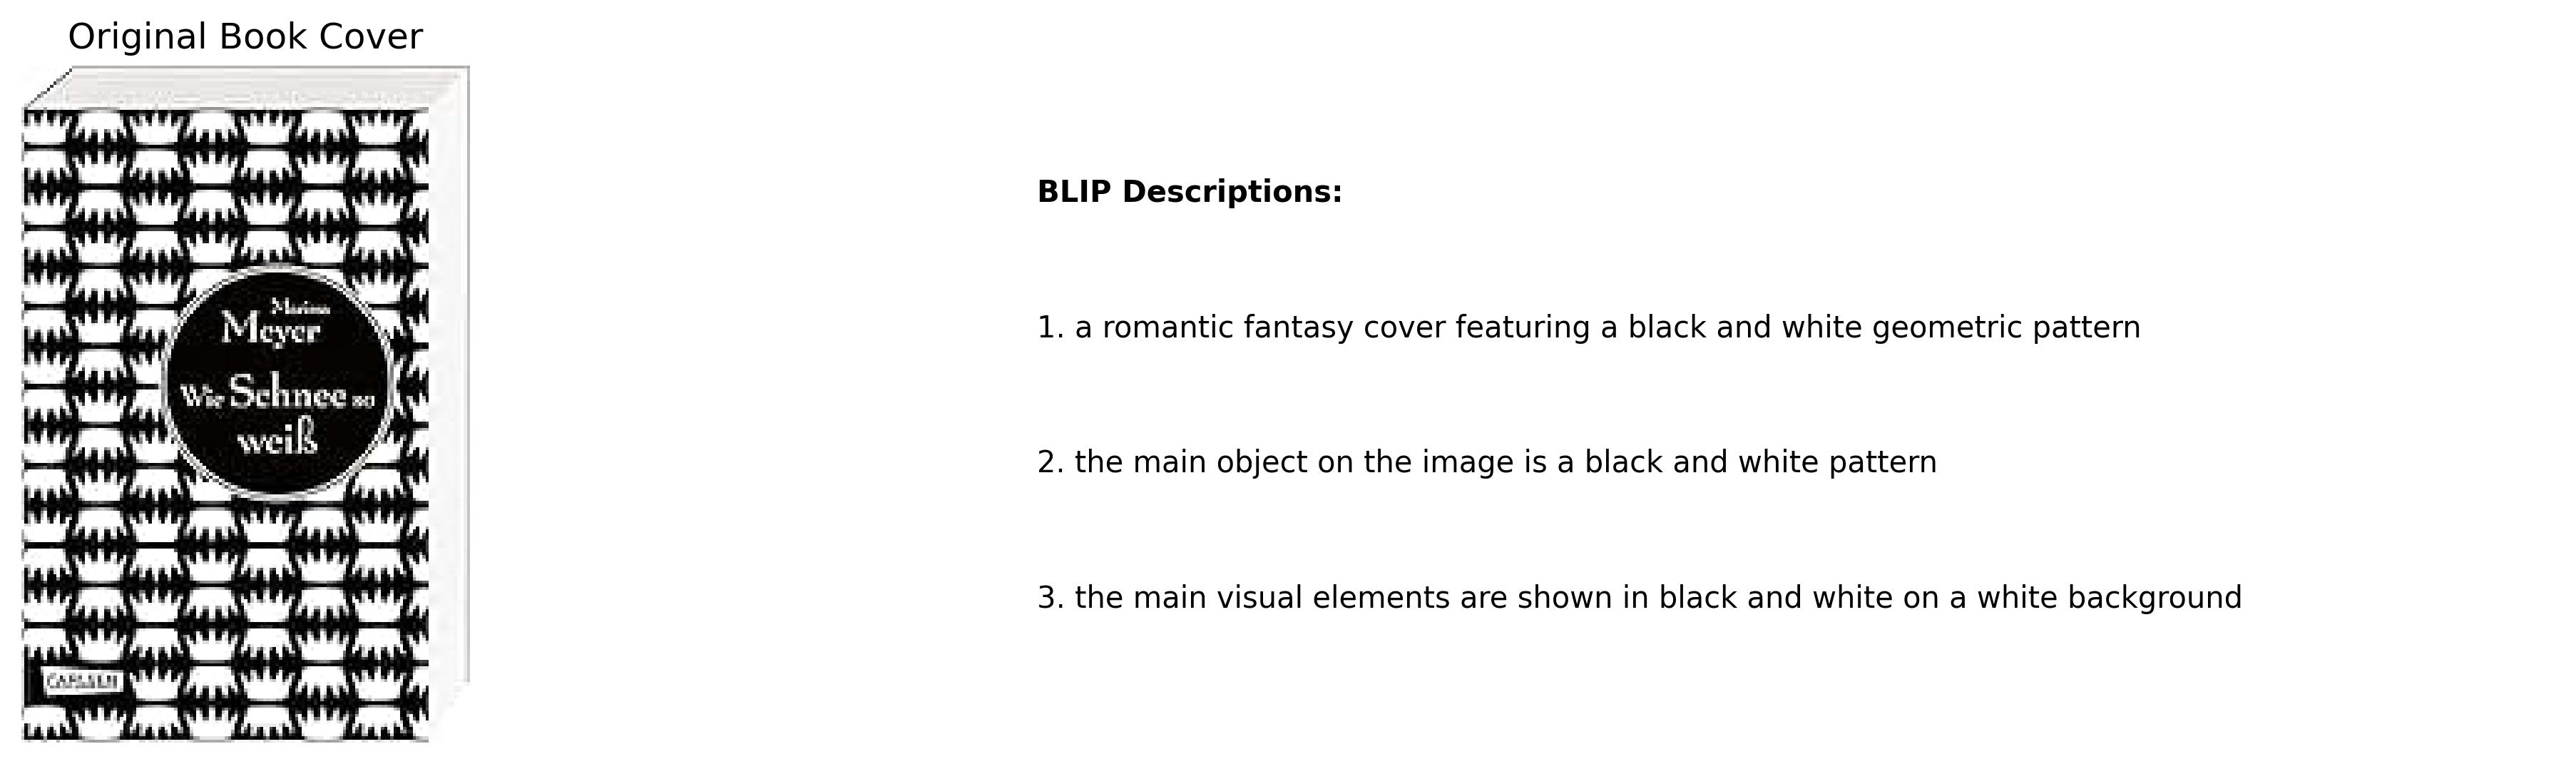 Original Book Cover
Marissa
Meyer
Wie Schnee so
weiß
CARLSEN
BLIP Descriptions:
1. a romantic fantasy cover featuring a black and white geometric pattern
2. the main object on the image is a black and white pattern
3. the main visual elements are shown in black and white on a white background